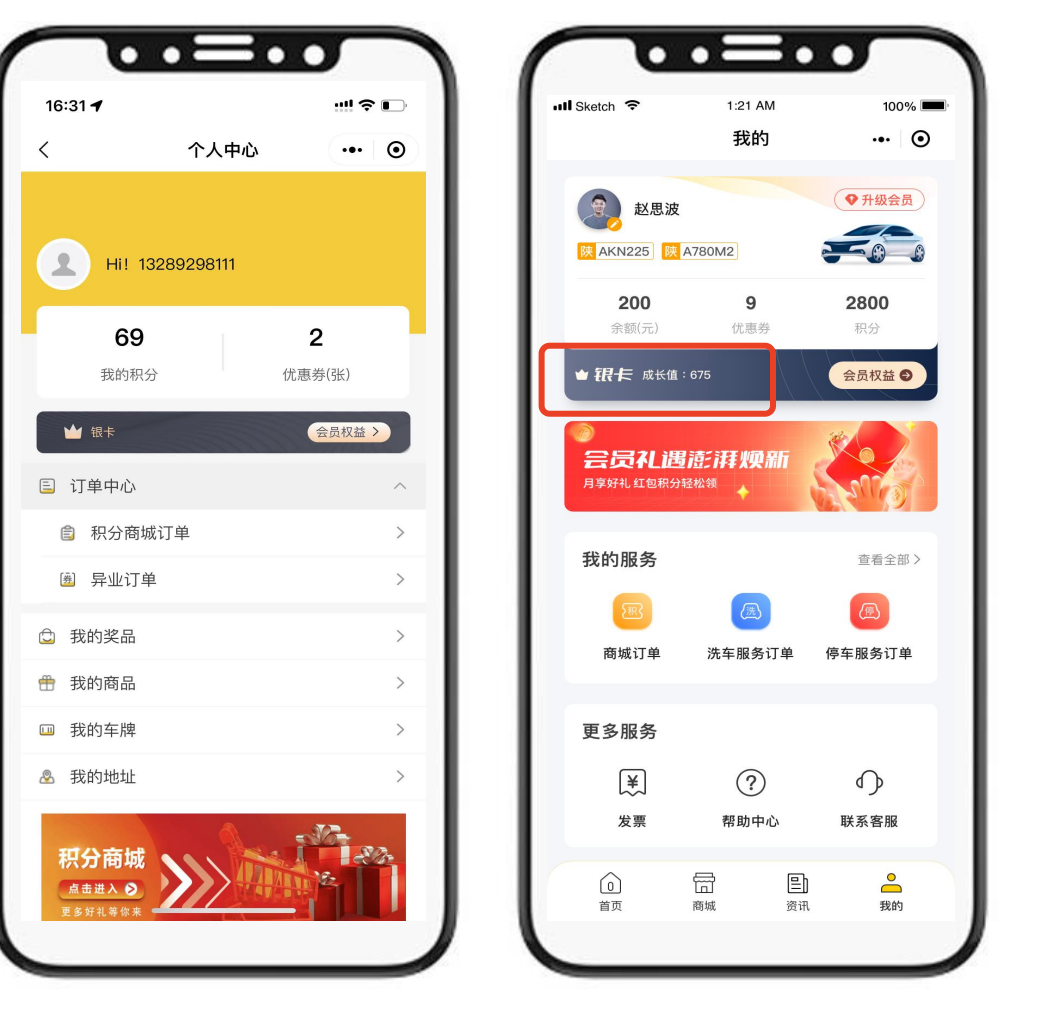 16:31
个人中心
Hi! 13289298111
69
2
我的积分
优惠券(张)
银卡
会员权益
订单中心
积分商城订单
券
异业订单
我的奖品
我的商品
我的车牌
我的地址
积分商城
点击进入
更多好礼等你来
Sketch
1:21 AM
100%
我的
赵思波
升级会员
陕 AKN225
陕 A780M2
200
9
2800
余额(元)
优惠券
积分
银卡 成长值：675
会员权益
会员礼遇澎湃焕新
月享好礼 红包积分轻松领
我的服务
查看全部
积
洗
停
商城订单
洗车服务订单
停车服务订单
更多服务
¥
?
发票
帮助中心
联系客服
首页
商城
资讯
我的